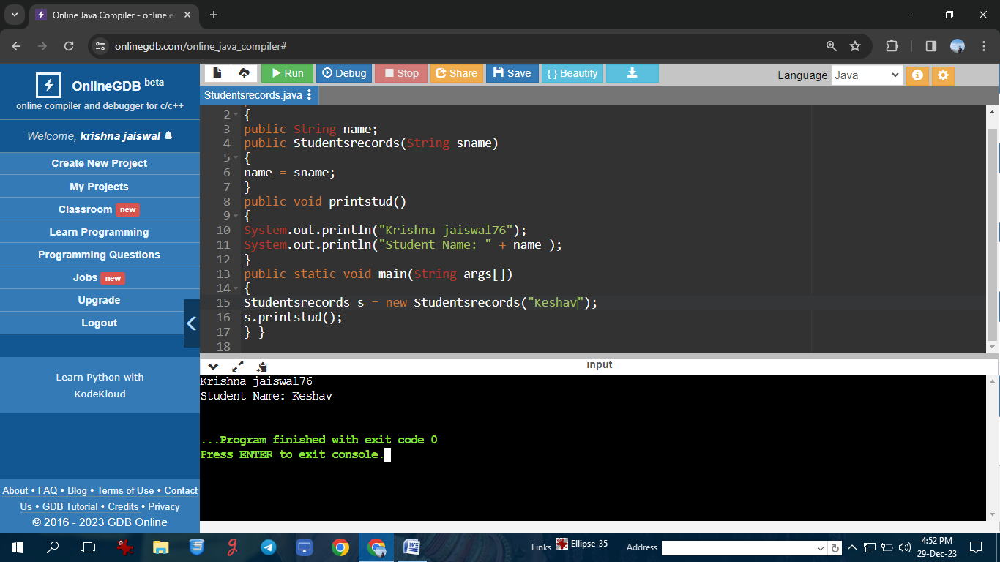 Online Java Compiler - online e
onlinegdb.com/online_java_compiler#
OnlineGDB beta
online compiler and debugger for c/c++
Welcome, krishna jaiswal
Create New Project
My Projects
Classroom new
Learn Programming
Programming Questions
Jobs new
Upgrade
Logout
Learn Python with
KodeKloud
About • FAQ • Blog • Terms of Use • Contact
Us • GDB Tutorial • Credits • Privacy
© 2016 - 2023 GDB Online
Run Debug Stop Share Save { } Beautify
Language Java
Studentsrecords.java
2 {
3 public String name;
4 public Studentsrecords(String sname)
5 {
6 name = sname;
7 }
8 public void printstud()
9 {
10 System.out.println("Krishna jaiswal76");
11 System.out.println("Student Name: " + name );
12 }
13 public static void main(String args[])
14 {
15 Studentsrecords s = new Studentsrecords("Keshav");
16 s.printstud();
17 } }
18
input
Krishna jaiswal76
Student Name: Keshav
...Program finished with exit code 0
Press ENTER to exit console.
Links Ellipse-35 Address
4:52 PM
29-Dec-23